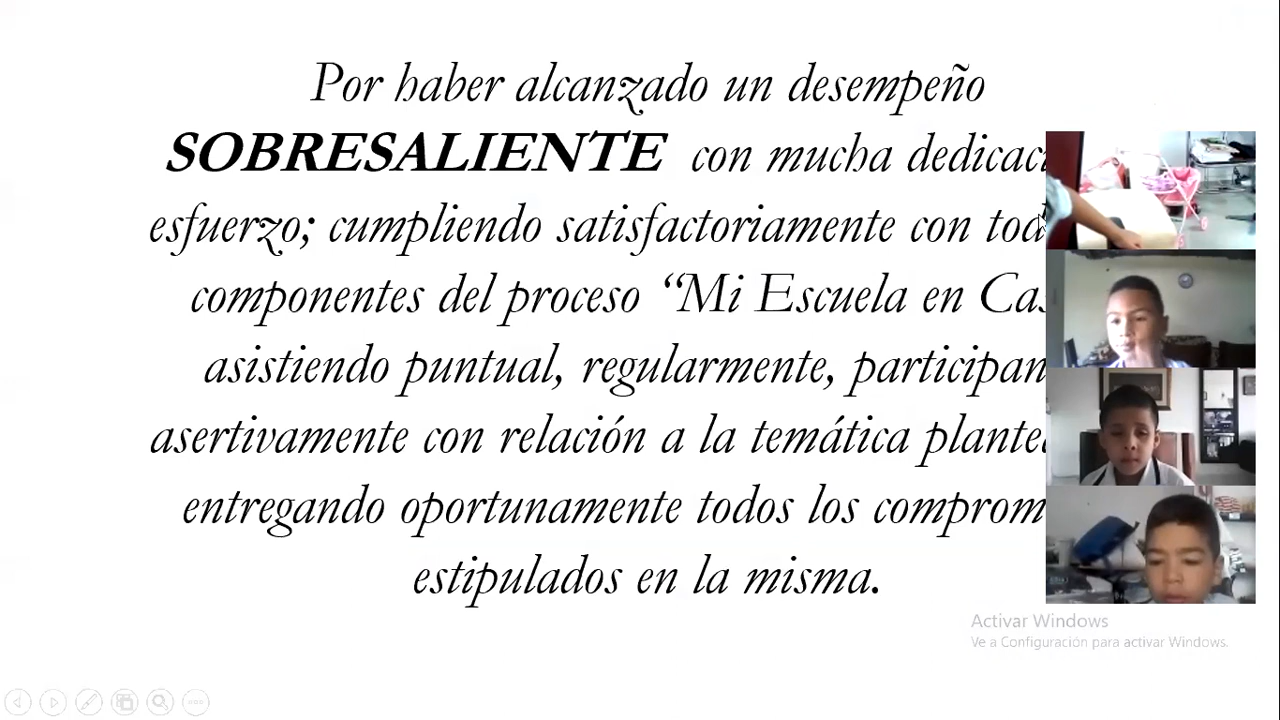 Por haber alcanzado un desempeño
SOBRESALIENTE con mucha
esfuerzo; cumpliendo satisfactoriamente con
componentes del proceso “Mi Escuela en
asistiendo puntual, regularmente,
asertivamente con relación a la temática
entregando oportunamente todos los
estipulados en la misma.
Activar Windows
Ve a Configuración para activar Windows.